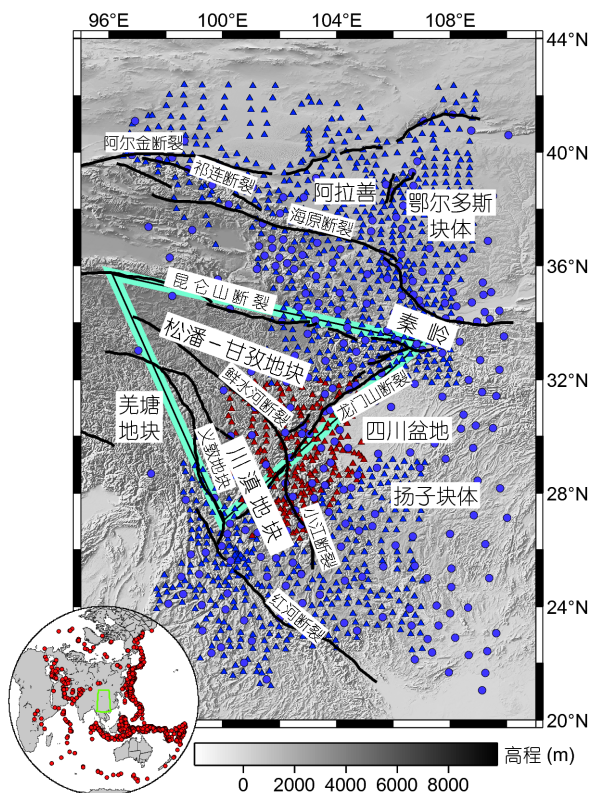 96°E
100°E
104°E
108°E
44°N
40°N
36°N
32°N
28°N
24°N
20°N
阿尔金断裂
祁连断裂
阿拉善
鄂尔多斯
块体
海原断裂
昆仑山断裂
秦岭
松潘-甘孜地块
鲜水河断裂
龙门山断裂
羌塘
地块
四川盆地
义敦地块
川滇地块
扬子块体
小江断裂
红河断裂
高程 (m)
0
2000
4000
6000
8000